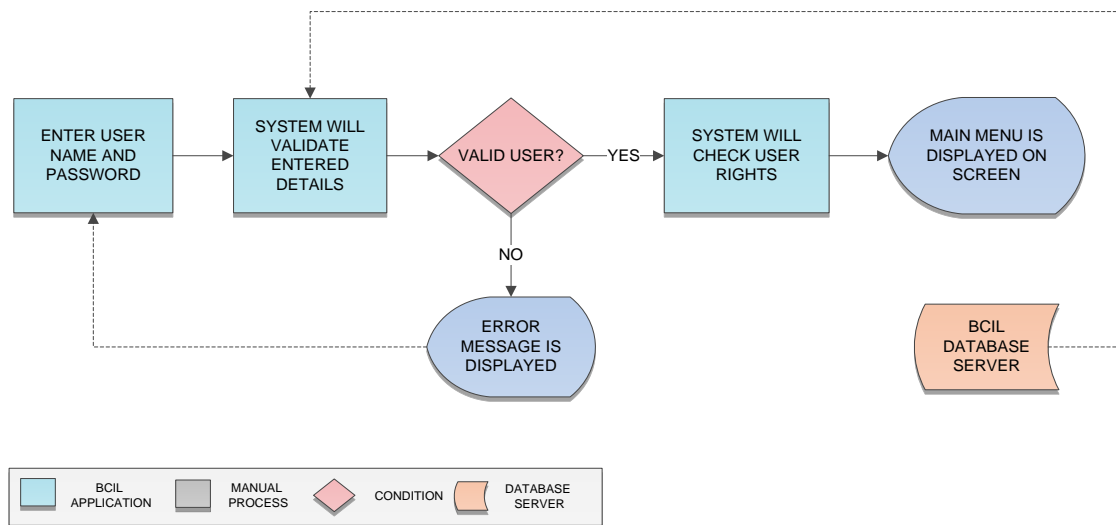 ENTER USER
NAME AND
PASSWORD
SYSTEM WILL
VALIDATE
ENTERED
DETAILS
VALID USER?
YES
SYSTEM WILL
CHECK USER
RIGHTS
MAIN MENU IS
DISPLAYED ON
SCREEN
NO
ERROR
MESSAGE IS
DISPLAYED
BCIL
DATABASE
SERVER
BCIL
APPLICATION
MANUAL
PROCESS
CONDITION
DATABASE
SERVER